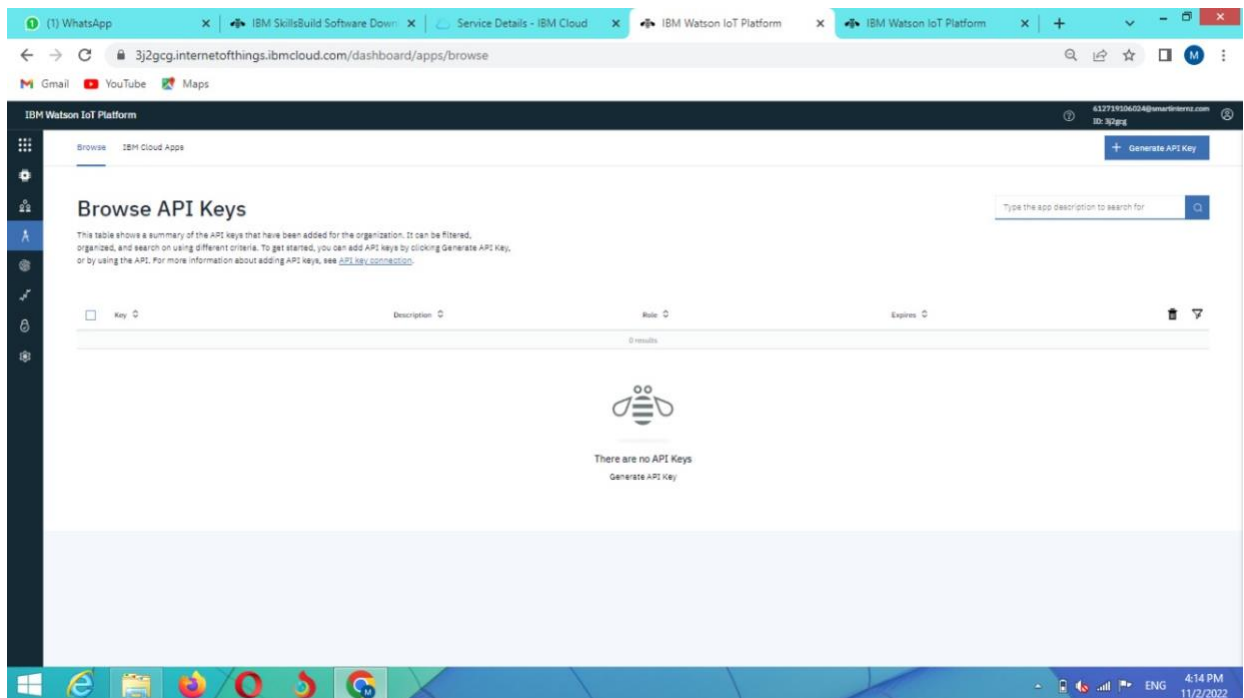 (1) WhatsApp
IBM SkillsBuild Software Down
Service Details - IBM Cloud
IBM Watson IoT Platform
IBM Watson IoT Platform
3j2gcg.internetofthings.ibmcloud.com/dashboard/apps/browse
M
Gmail
YouTube
Maps
IBM Watson IoT Platform
612719106024@smartinternz.com
ID: 3j2gcg
Browse
IBM Cloud Apps
Generate API Key
Browse API Keys
Type the app description to search for
This table shows a summary of the API keys that have been added for the organization. It can be filtered,
organized, and search on using different criteria. To get started, you can add API keys by clicking Generate API Key,
or by using the API. For more information about adding API keys, see API key connection.
Key
Description
Role
Expires
0 results
There are no API Keys
Generate API Key
ENG
4:14 PM
11/2/2022